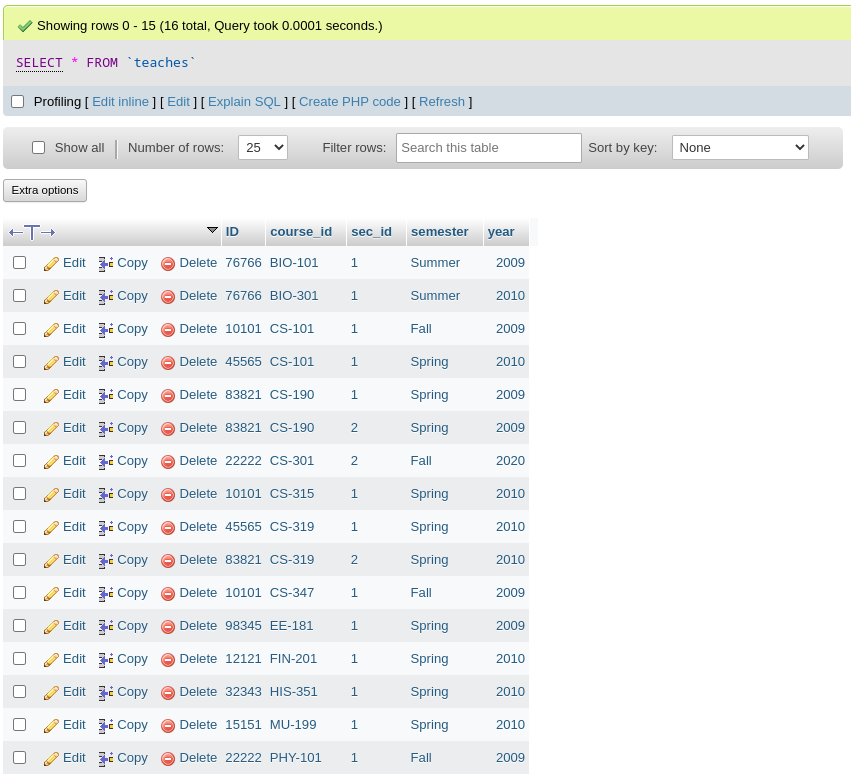 Showing rows 0 - 15 (16 total, Query took 0.0001 seconds.)
SELECT * FROM `teaches`
Profiling [ Edit inline ] [ Edit ] [ Explain SQL ] [ Create PHP code ] [ Refresh ]
Show all Number of rows: 25 Filter rows: Search this table Sort by key: None
Extra options
←T→ ID course_id sec_id semester year
Edit Copy Delete 76766 BIO-101 1 Summer 2009
Edit Copy Delete 76766 BIO-301 1 Summer 2010
Edit Copy Delete 10101 CS-101 1 Fall 2009
Edit Copy Delete 45565 CS-101 1 Spring 2010
Edit Copy Delete 83821 CS-190 1 Spring 2009
Edit Copy Delete 83821 CS-190 2 Spring 2009
Edit Copy Delete 22222 CS-301 2 Fall 2020
Edit Copy Delete 10101 CS-315 1 Spring 2010
Edit Copy Delete 45565 CS-319 1 Spring 2010
Edit Copy Delete 83821 CS-319 2 Spring 2010
Edit Copy Delete 10101 CS-347 1 Fall 2009
Edit Copy Delete 98345 EE-181 1 Spring 2009
Edit Copy Delete 12121 FIN-201 1 Spring 2010
Edit Copy Delete 32343 HIS-351 1 Spring 2010
Edit Copy Delete 15151 MU-199 1 Spring 2010
Edit Copy Delete 22222 PHY-101 1 Fall 2009